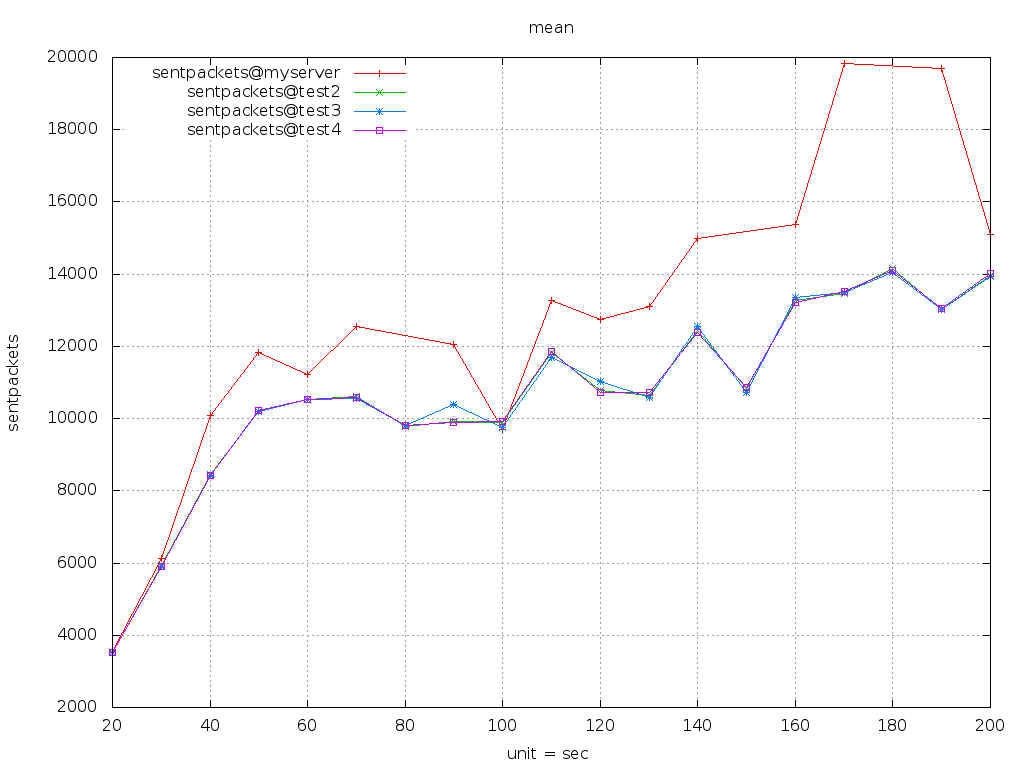 mean
20000
18000
16000
14000
12000
10000
8000
6000
4000
2000
sentpackets
sentpackets@myserver
sentpackets@test2
sentpackets@test3
sentpackets@test4
20 40 60 80 100 120 140 160 180 200
unit = sec